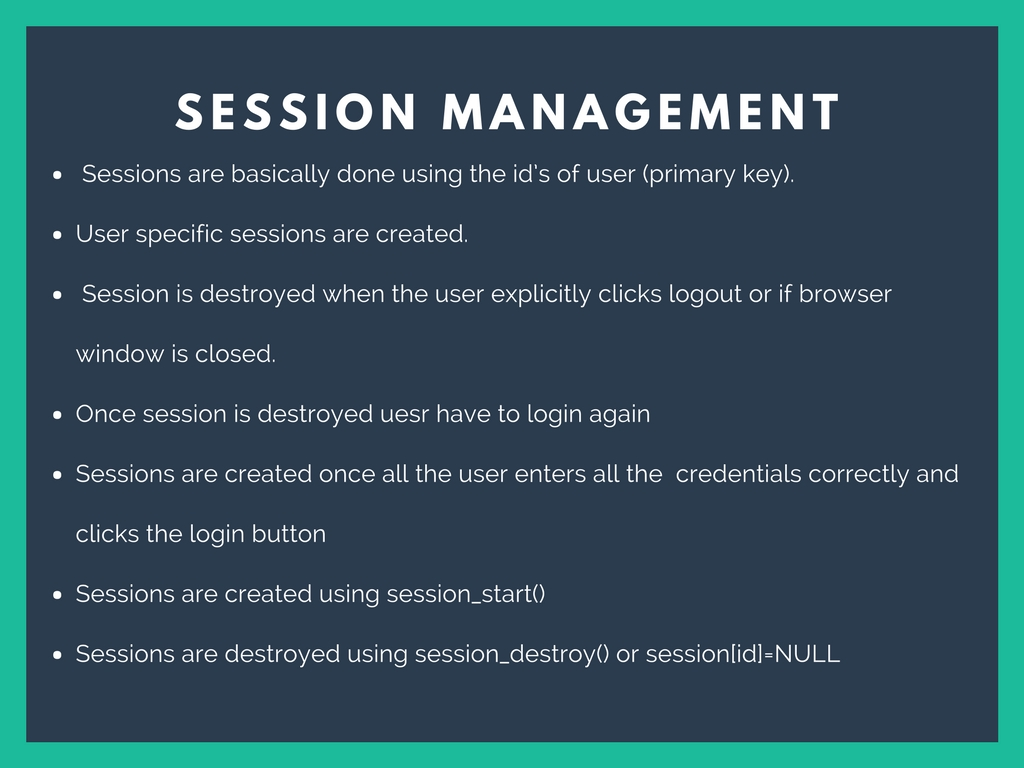 SESSION MANAGEMENT
• Sessions are basically done using the id's of user (primary key).
• User specific sessions are created.
• Session is destroyed when the user explicitly clicks logout or if browser
window is closed.
• Once session is destroyed uesr have to login again
• Sessions are created once all the user enters all the  credentials correctly and
clicks the login button
• Sessions are created using session_start()
• Sessions are destroyed using session_destroy() or session[id]=NULL